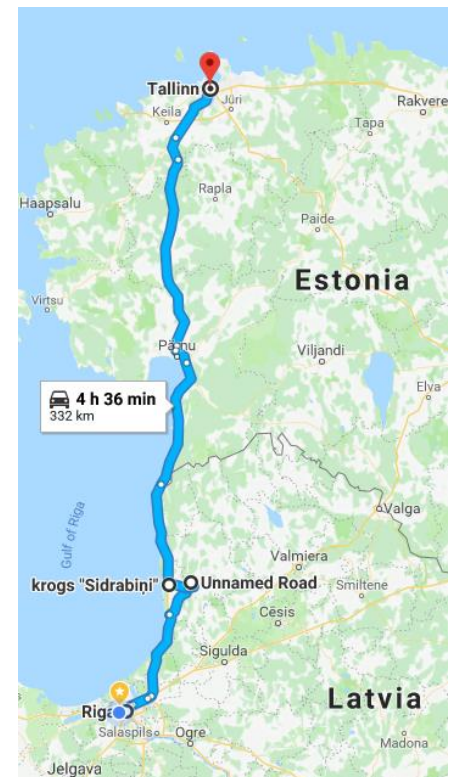 Tallinn
Jüri
Rakvere
Keila
Tapa
Rapla
Haapsalu
Paide
Estonia
Virtsu
Pärnu
Viljandi
4 h 36 min
332 km
Elva
Gulf of Riga
Valga
Valmiera
krogs "Sidrabiņi"
Unnamed Road
Smiltene
Cēsis
Sigulda
Latvia
Riga
Salaspils
Ogre
Madona
Jelgava